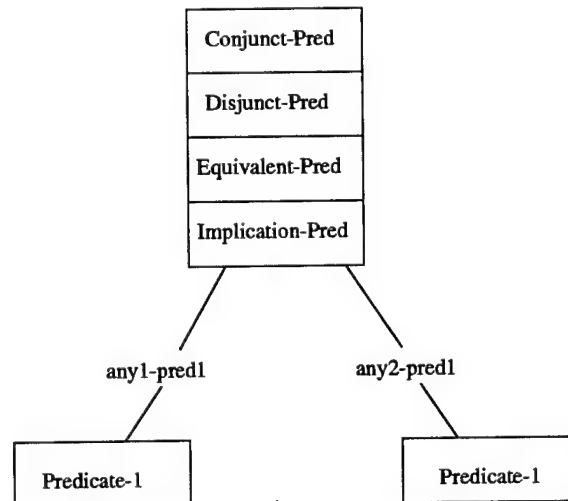 Conjunct-Pred
Disjunct-Pred
Equivalent-Pred
Implication-Pred
any1-pred1 any2-pred1
Predicate-1 Predicate-1